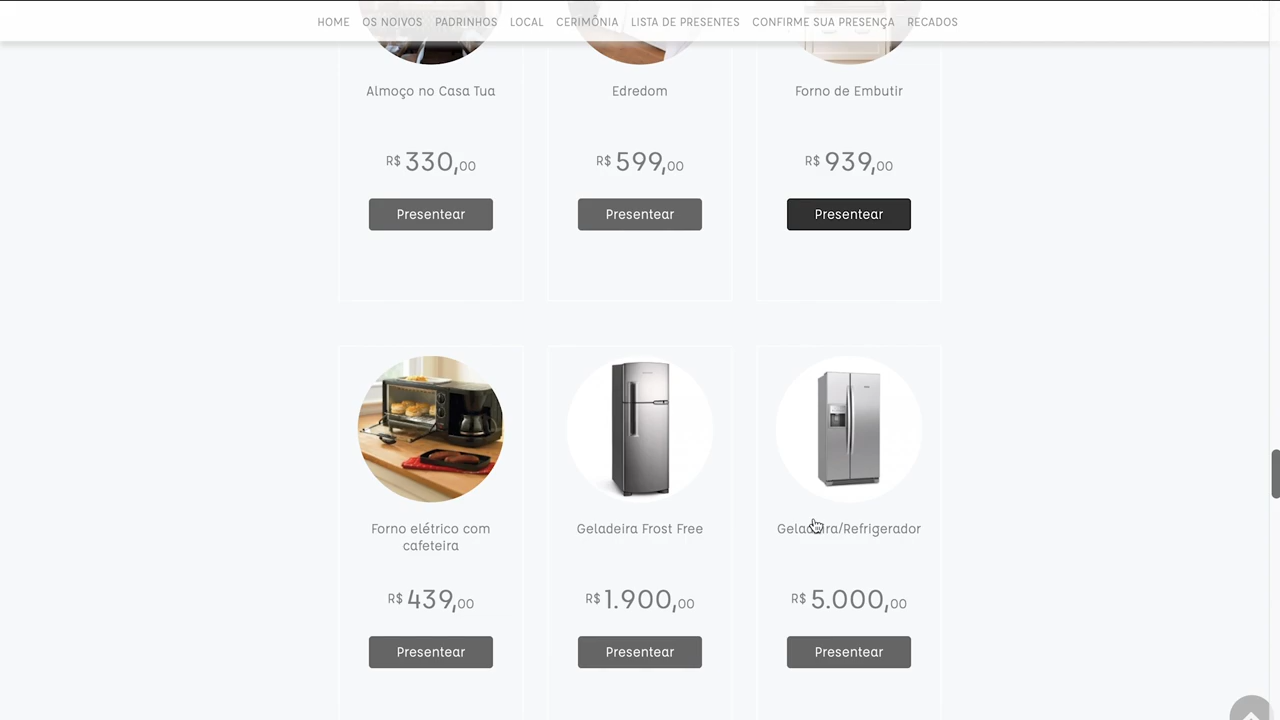 HOME OS NOIVOS PADRINHOS LOCAL CERIMÔNIA LISTA DE PRESENTES CONFIRME SUA PRESENÇA RECADOS
Almoço no Casa Tua
Edredom
Forno de Embutir
R$ 330,00
R$ 599,00
R$ 939,00
Presentear
Presentear
Presentear
Forno elétrico com
cafeteira
Geladeira Frost Free
Geladeira/Refrigerador
R$ 439,00
R$ 1.900,00
R$ 5.000,00
Presentear
Presentear
Presentear